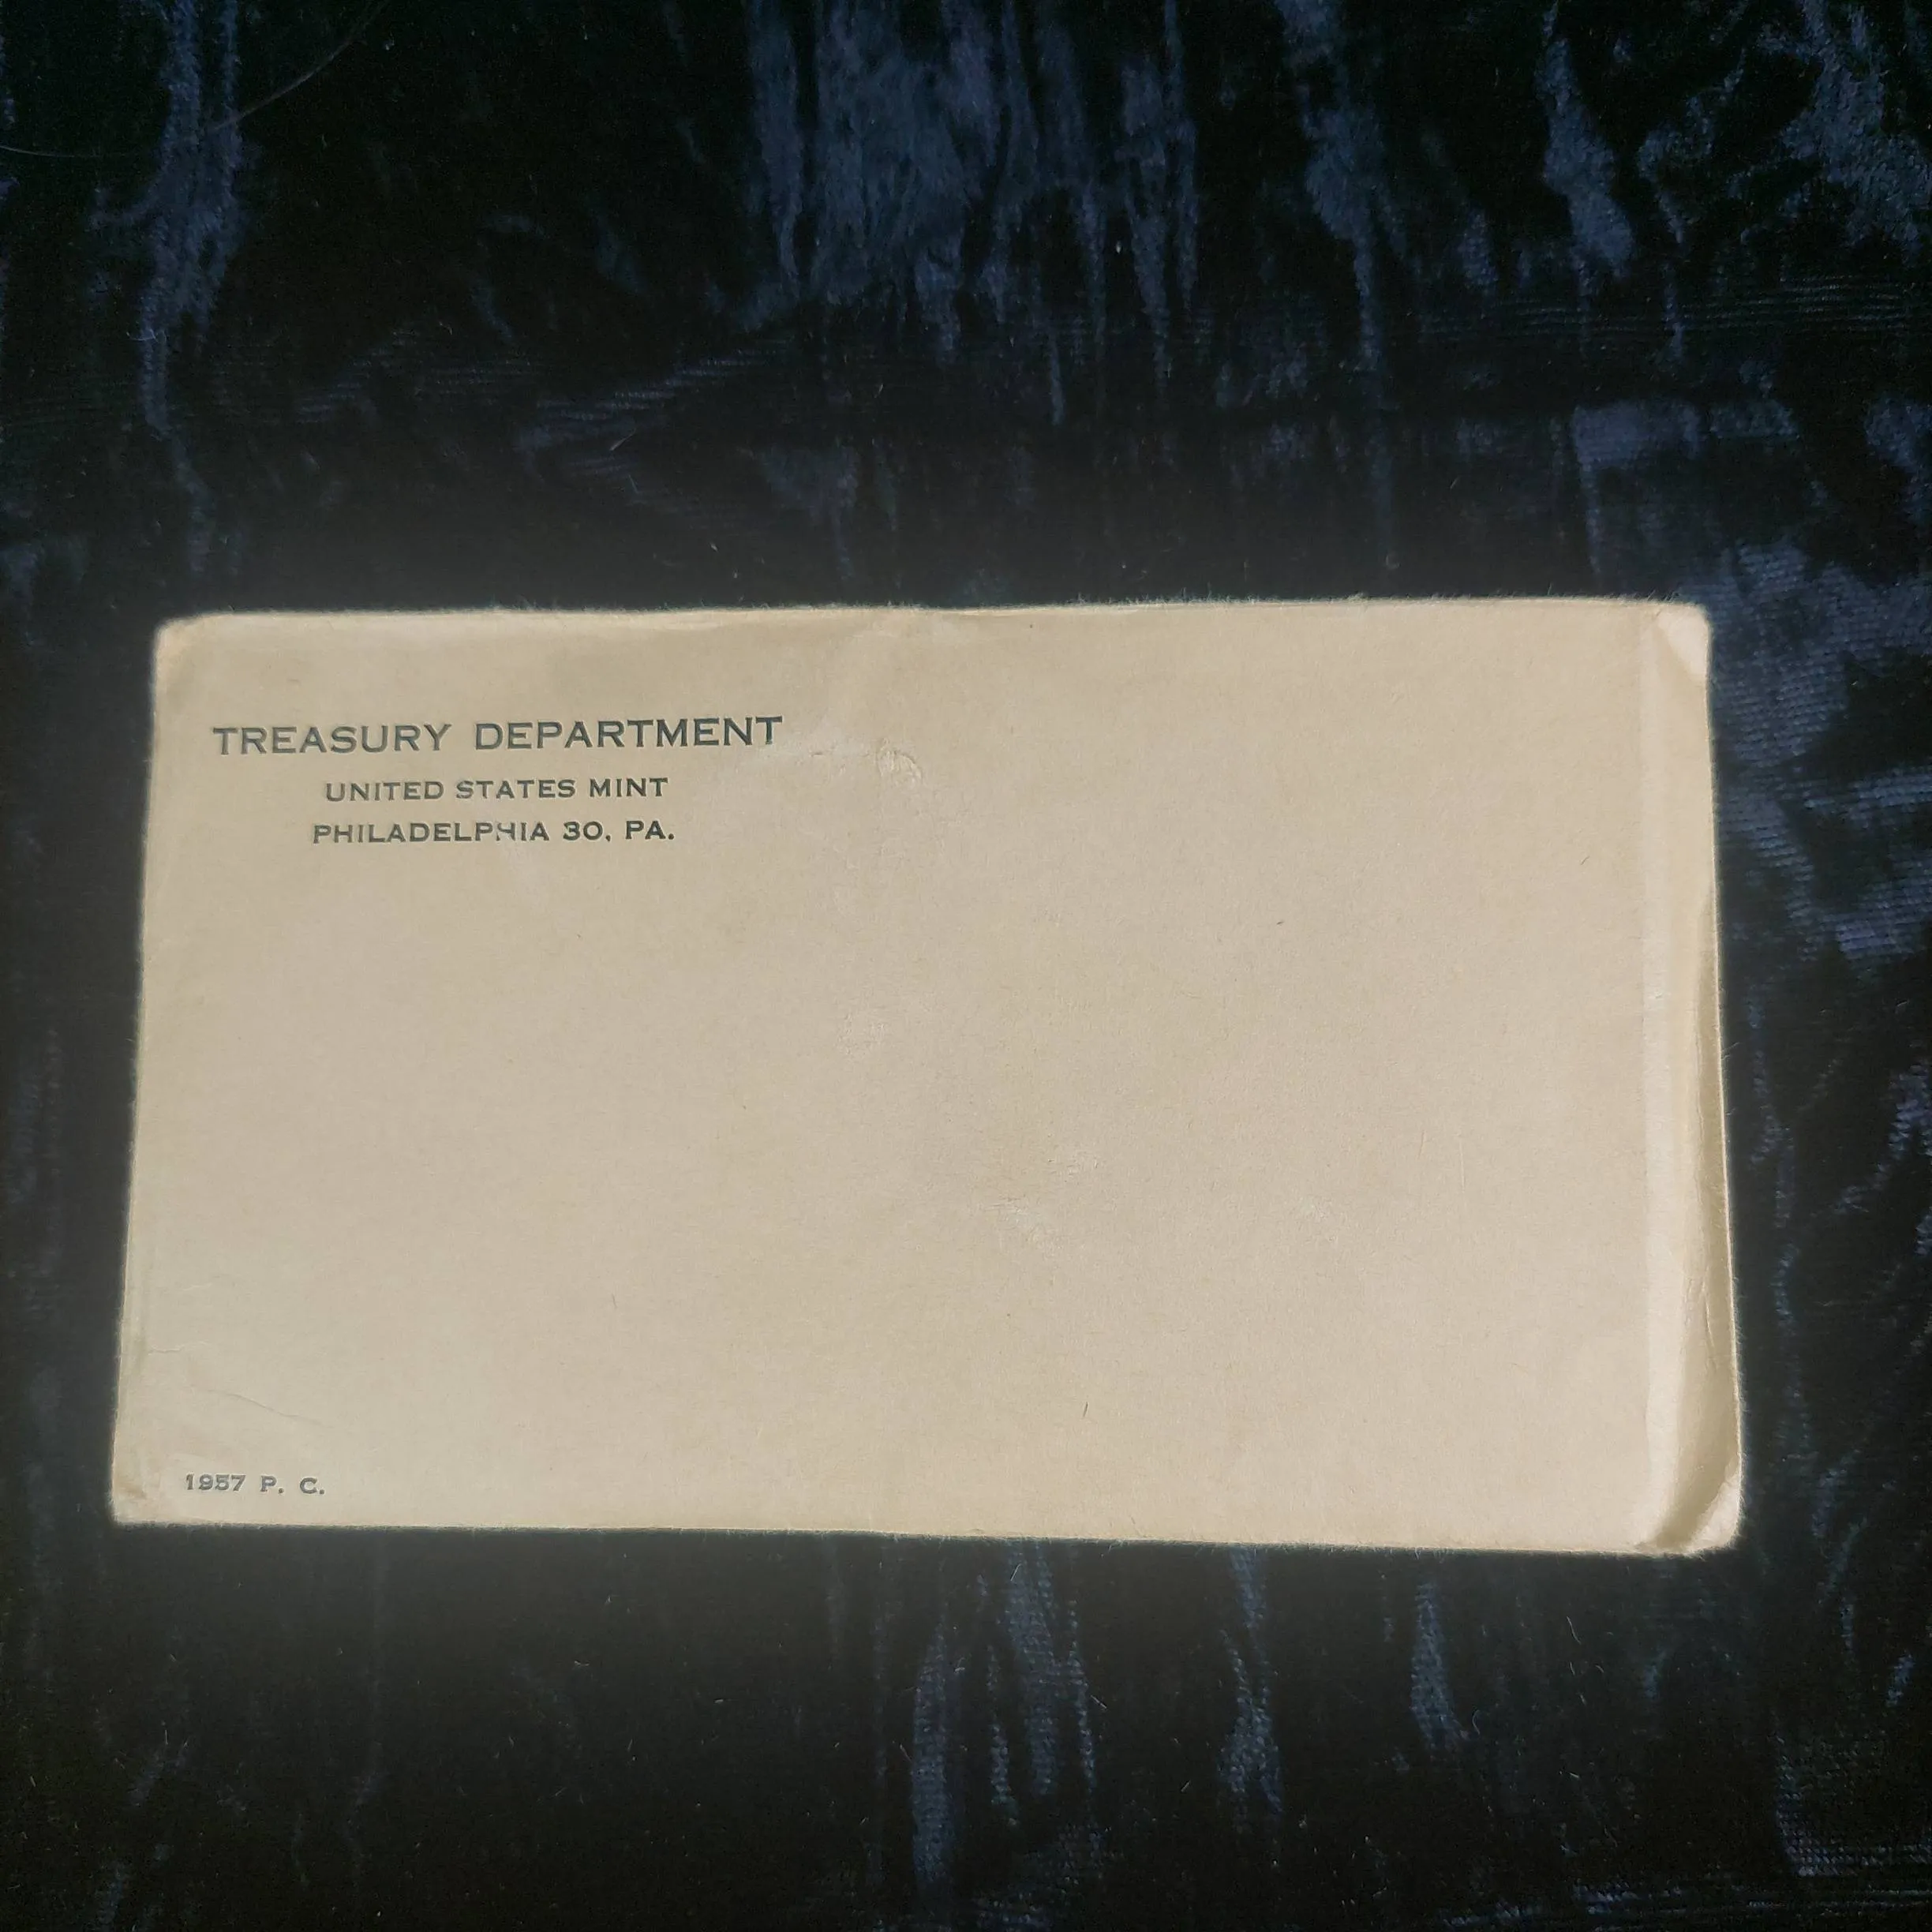 TREASURY DEPARTMENT
UNITED STATES MINT
PHILADELPHIA 30, PA.
1957 P. C.